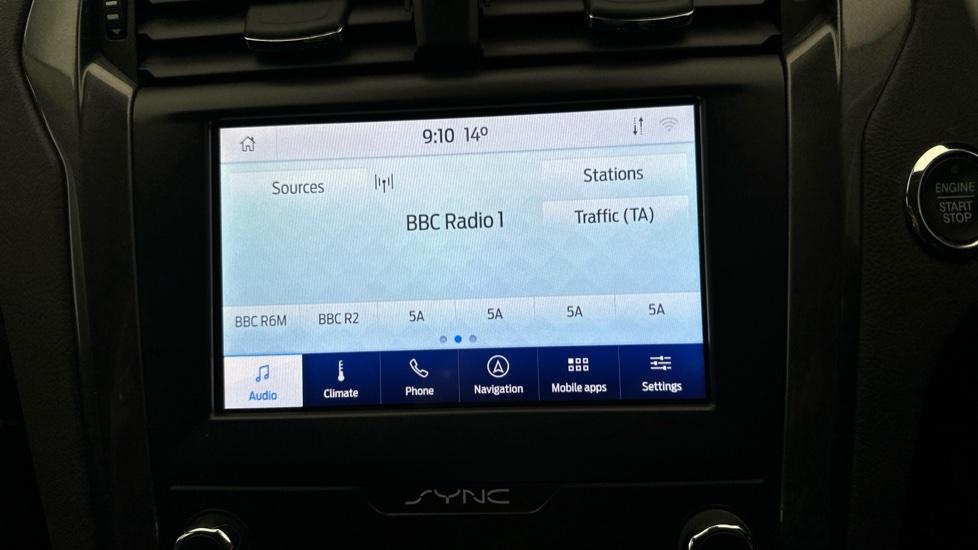 9:10 14º
Sources
Stations
BBC Radio 1
Traffic (TA)
BBC R6M BBC R2 5A 5A 5A 5A
Audio Climate Phone Navigation Mobile apps Settings
SYNC
ENGINE
START
STOP